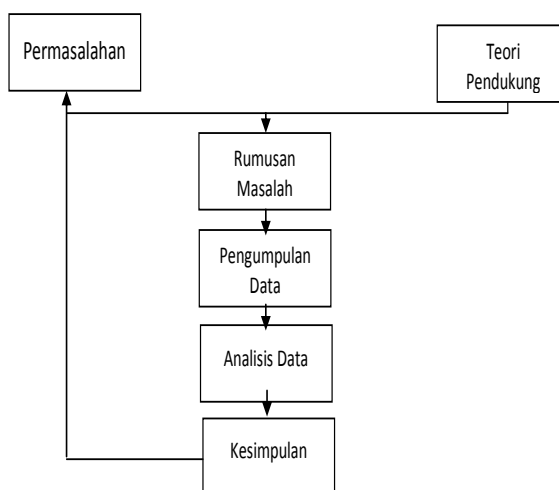 Permasalahan
Teori
Pendukung
Rumusan
Masalah
Pengumpulan
Data
Analisis Data
Kesimpulan